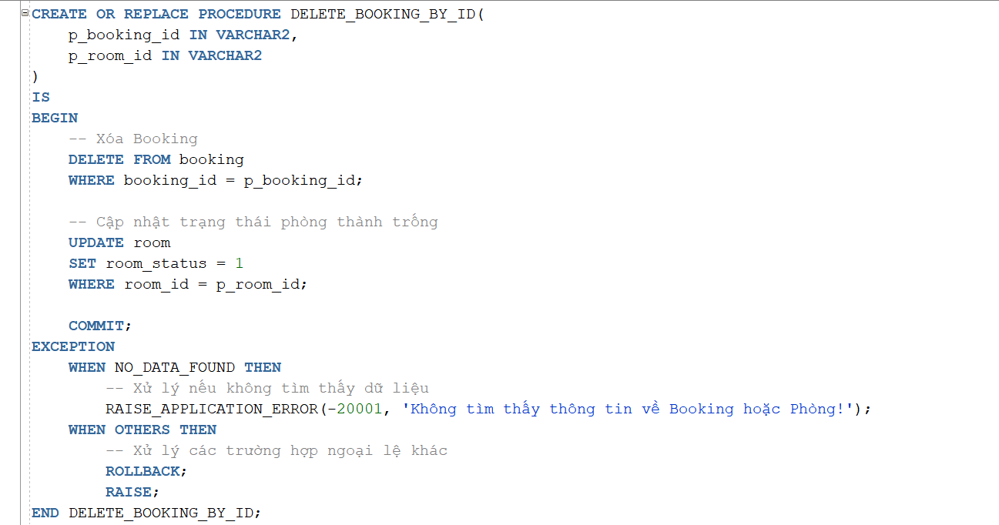 CREATE OR REPLACE PROCEDURE DELETE_BOOKING_BY_ID(
    p_booking_id IN VARCHAR2,
    p_room_id IN VARCHAR2
)
IS
BEGIN
    -- Xóa Booking
    DELETE FROM booking
    WHERE booking_id = p_booking_id;

    -- Cập nhật trạng thái phòng thành trống
    UPDATE room
    SET room_status = 1
    WHERE room_id = p_room_id;

    COMMIT;
EXCEPTION
    WHEN NO_DATA_FOUND THEN
        -- Xử lý nếu không tìm thấy dữ liệu
        RAISE_APPLICATION_ERROR(-20001, 'Không tìm thấy thông tin về Booking hoặc Phòng!');
    WHEN OTHERS THEN
        -- Xử lý các trường hợp ngoại lệ khác
        ROLLBACK;
        RAISE;
END DELETE_BOOKING_BY_ID;